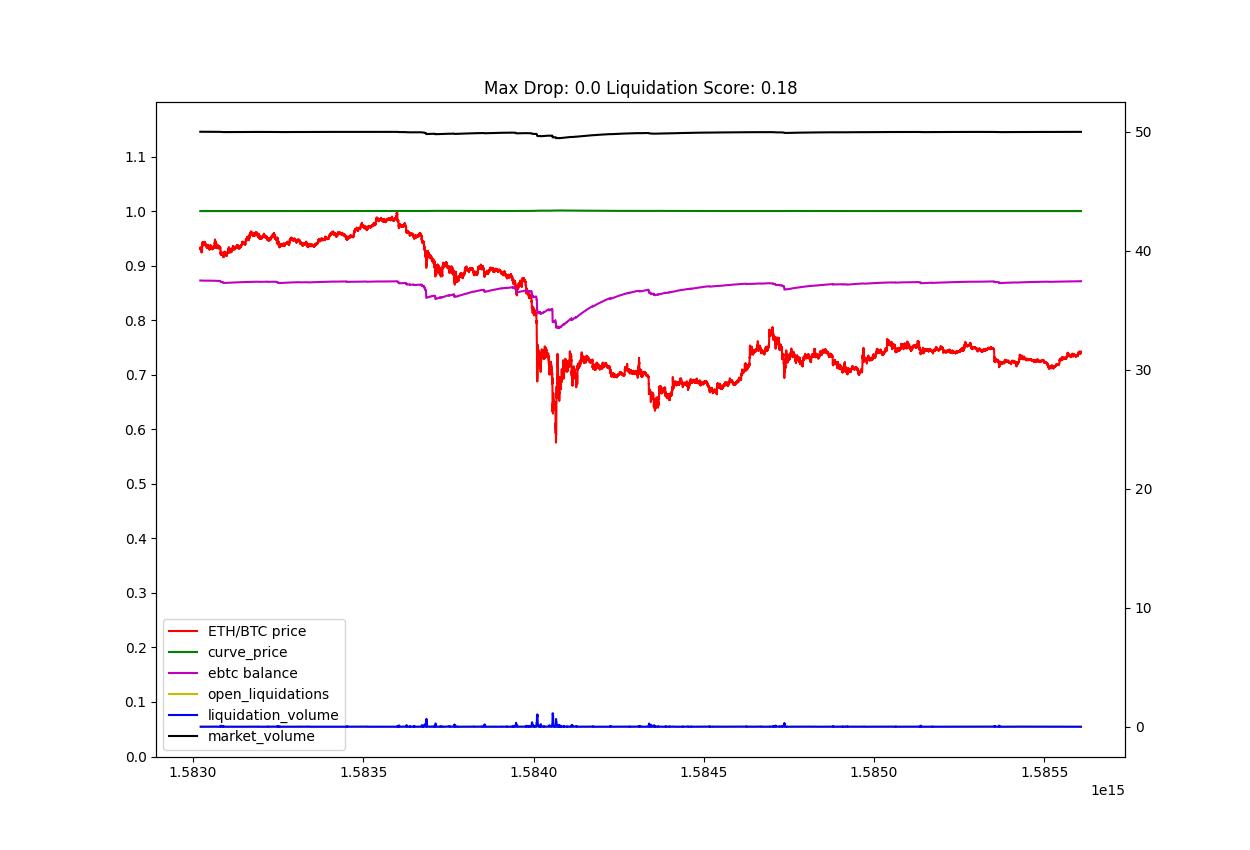 Max Drop: 0.0 Liquidation Score: 0.18
1.1
1.0
0.9
0.8
0.7
0.6
0.5
0.4
0.3
0.2
0.1
0.0
50
40
30
20
10
0
ETH/BTC price
curve_price
ebtc balance
open_liquidations
liquidation_volume
market_volume
1.5830 1.5835 1.5840 1.5845 1.5850 1.5855
1e15